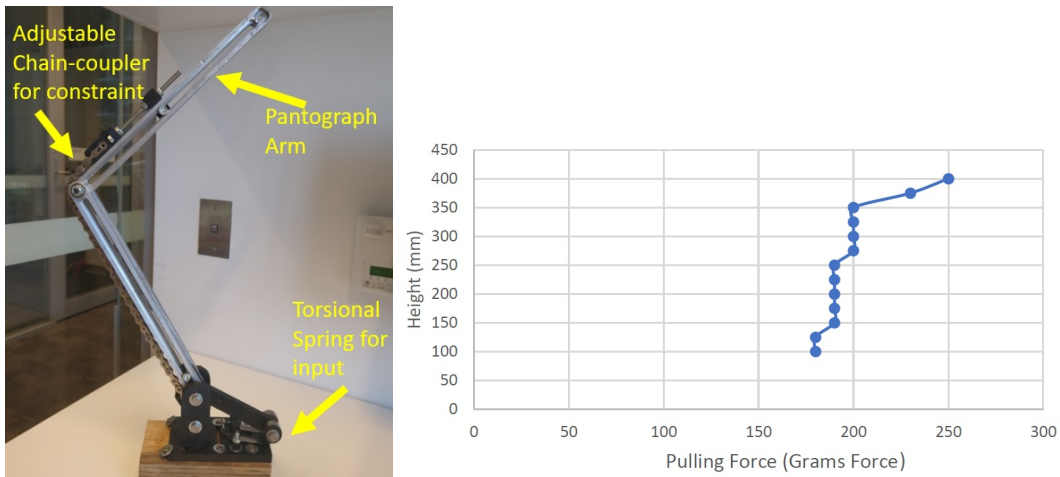 Adjustable
Chain-coupler
for constraint
Pantograph
Arm
Torsional
Spring for
input
450
400
350
300
250
200
150
100
50
0
Height (mm)
0 50 100 150 200 250 300
Pulling Force (Grams Force)